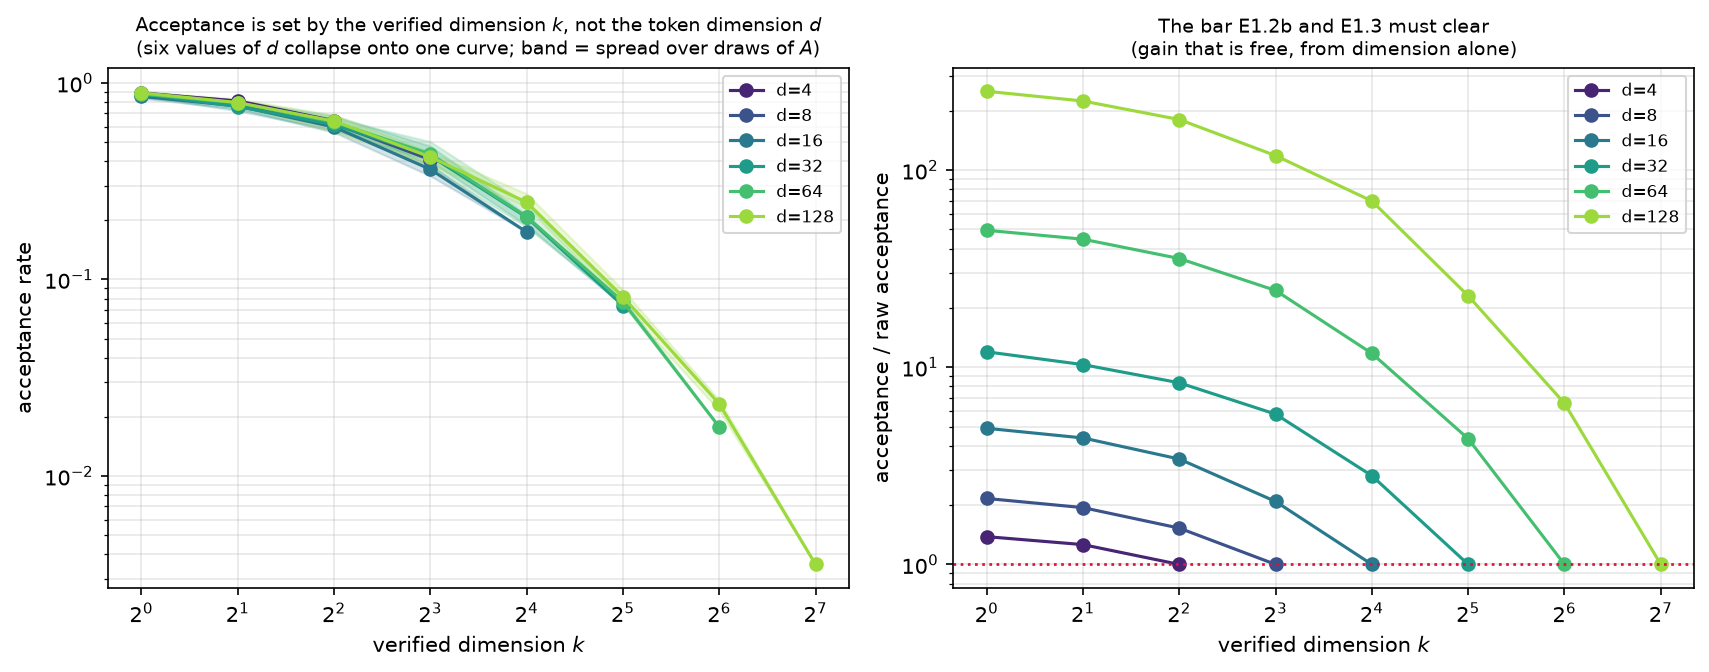 Acceptance is set by the verified dimension k, not the token dimension d
(six values of d collapse onto one curve; band = spread over draws of A)
acceptance rate
10⁰
10⁻¹
10⁻²
d=4
d=8
d=16
d=32
d=64
d=128
2⁰ 2¹ 2² 2³ 2⁴ 2⁵ 2⁶ 2⁷
verified dimension k
The bar E1.2b and E1.3 must clear
(gain that is free, from dimension alone)
acceptance / raw acceptance
10²
10¹
10⁰
d=4
d=8
d=16
d=32
d=64
d=128
2⁰ 2¹ 2² 2³ 2⁴ 2⁵ 2⁶ 2⁷
verified dimension k